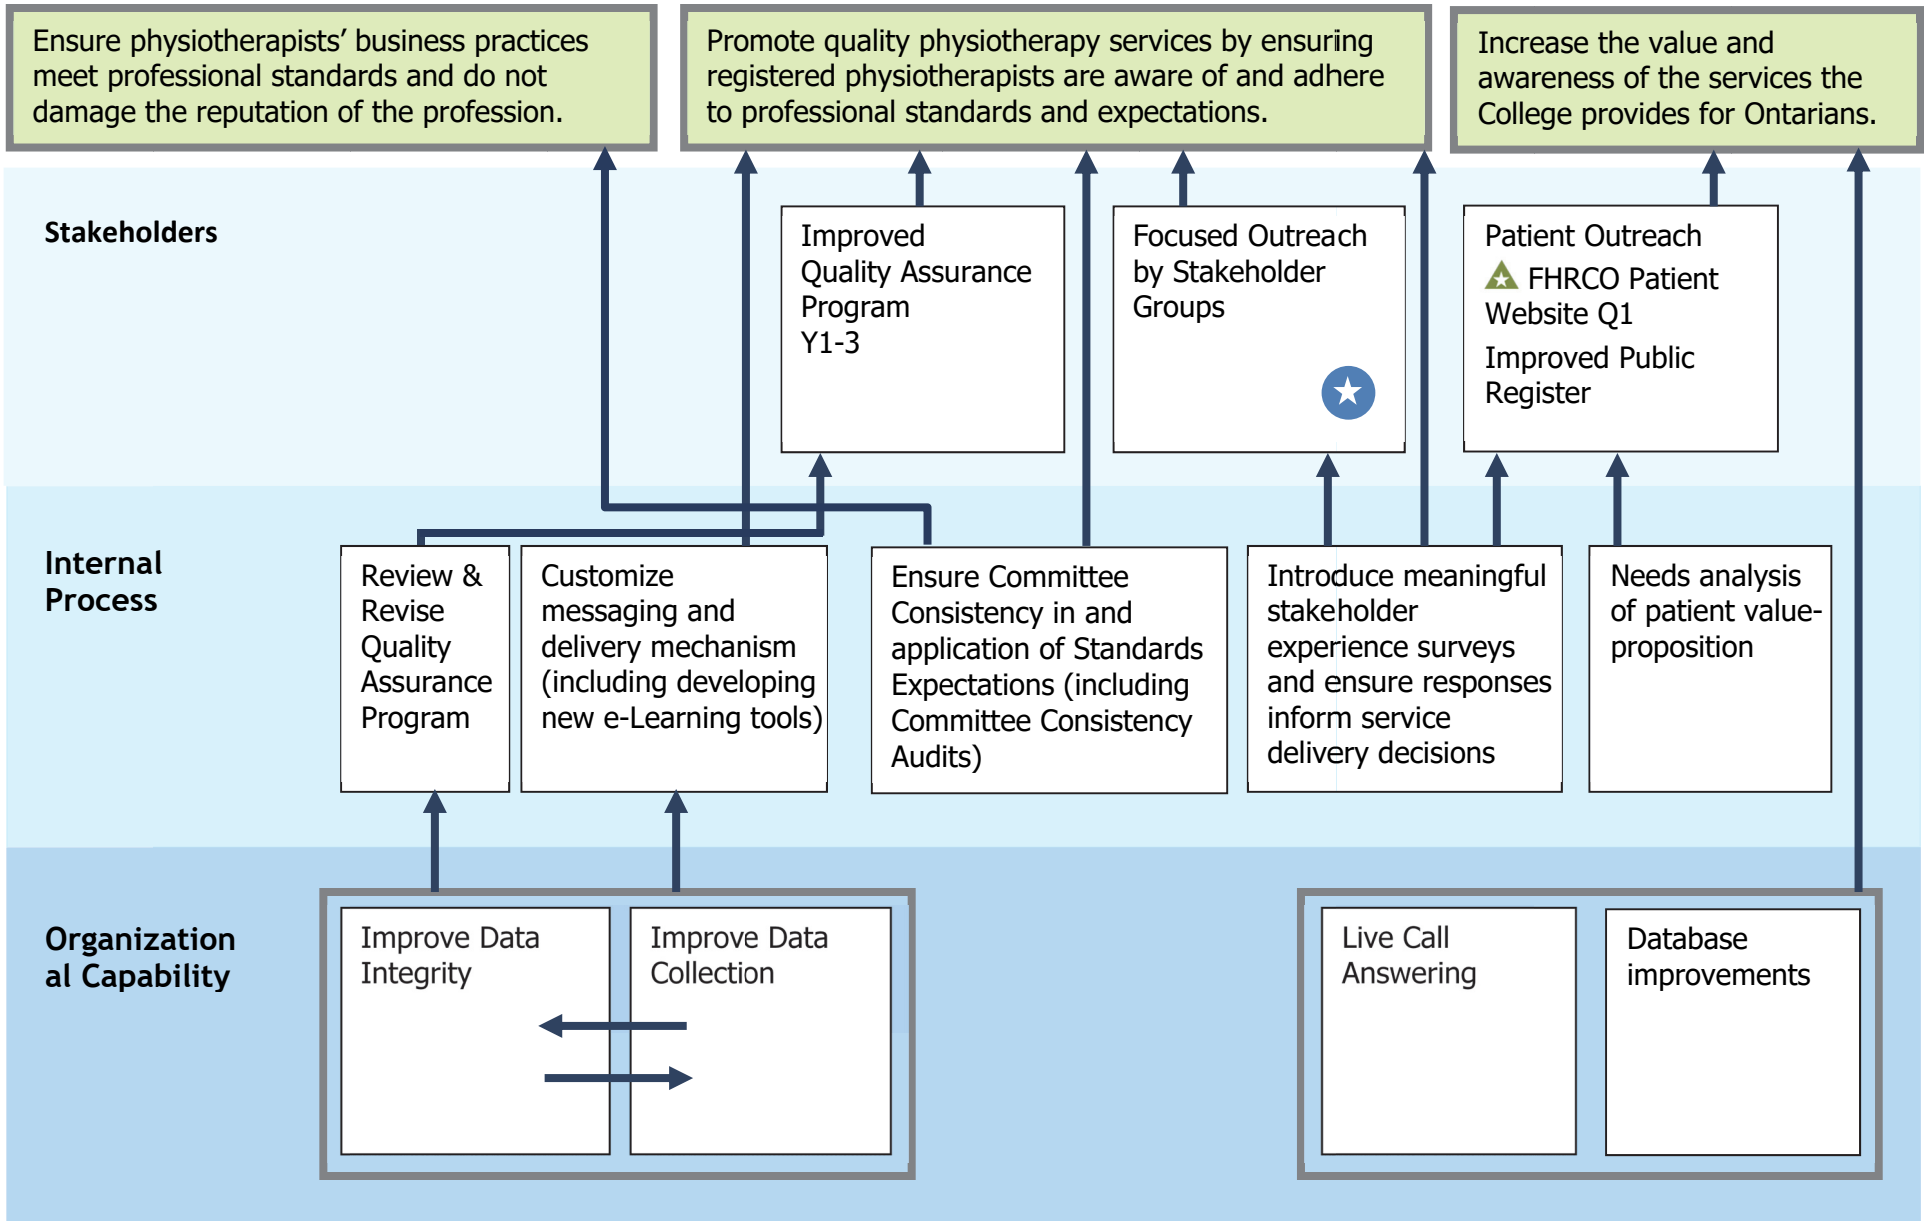 Ensure physiotherapists’ business practices
meet professional standards and do not
damage the reputation of the profession.
Promote quality physiotherapy services by ensuring
registered physiotherapists are aware of and adhere
to professional standards and expectations.
Increase the value and
awareness of the services the
College provides for Ontarians.
Stakeholders
Improved
Quality Assurance
Program
Y1-3
Focused Outreach
by Stakeholder
Groups
Patient Outreach
FHRCO Patient
Website Q1
Improved Public
Register
Internal
Process
Review &
Revise
Quality
Assurance
Program
Customize
messaging and
delivery mechanism
(including developing
new e-Learning tools)
Ensure Committee
Consistency in and
application of Standards
Expectations (including
Committee Consistency
Audits)
Introduce meaningful
stakeholder
experience surveys
and ensure responses
inform service
delivery decisions
Needs analysis
of patient value-
proposition
Organization
al Capability
Improve Data
Integrity
Improve Data
Collection
Live Call
Answering
Database
improvements